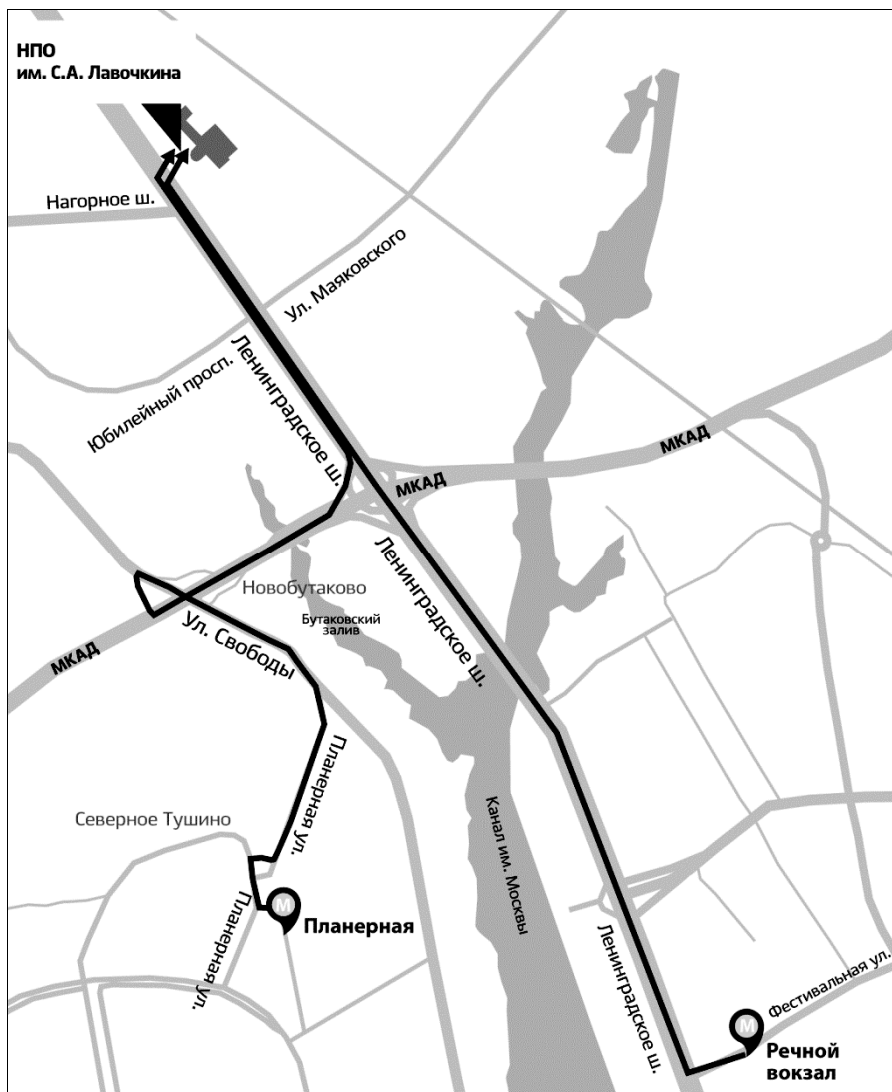 НПО
им. С.А. Лавочкина
Нагорное ш.
Ул. Маяковского
Юбилейный просп.
Ленинградское ш.
МКАД
МКАД
Ленинградское ш.
Новобутаково
Бутаковский
залив
Ул. Свободы
МКАД
Планерная ул.
Северное Тушино
Канал им. Москвы
М
Планерная
Планерная ул.
Ленинградское ш.
Фестивальная ул.
М
Речной
вокзал